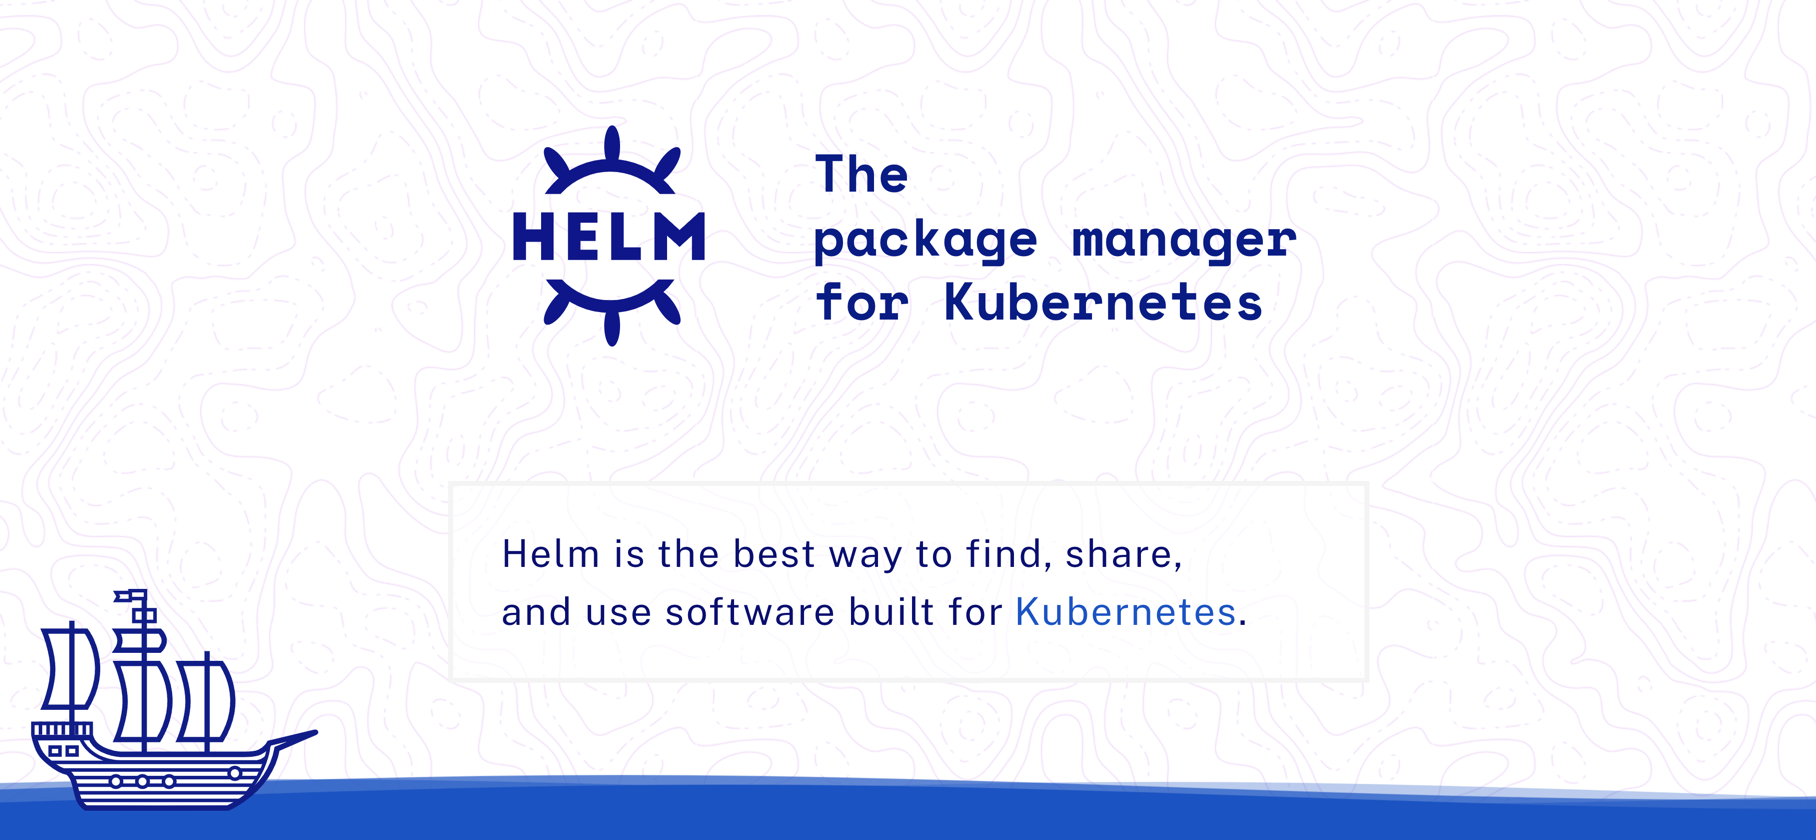 HELM
The
package manager
for Kubernetes
Helm is the best way to find, share,
and use software built for Kubernetes.